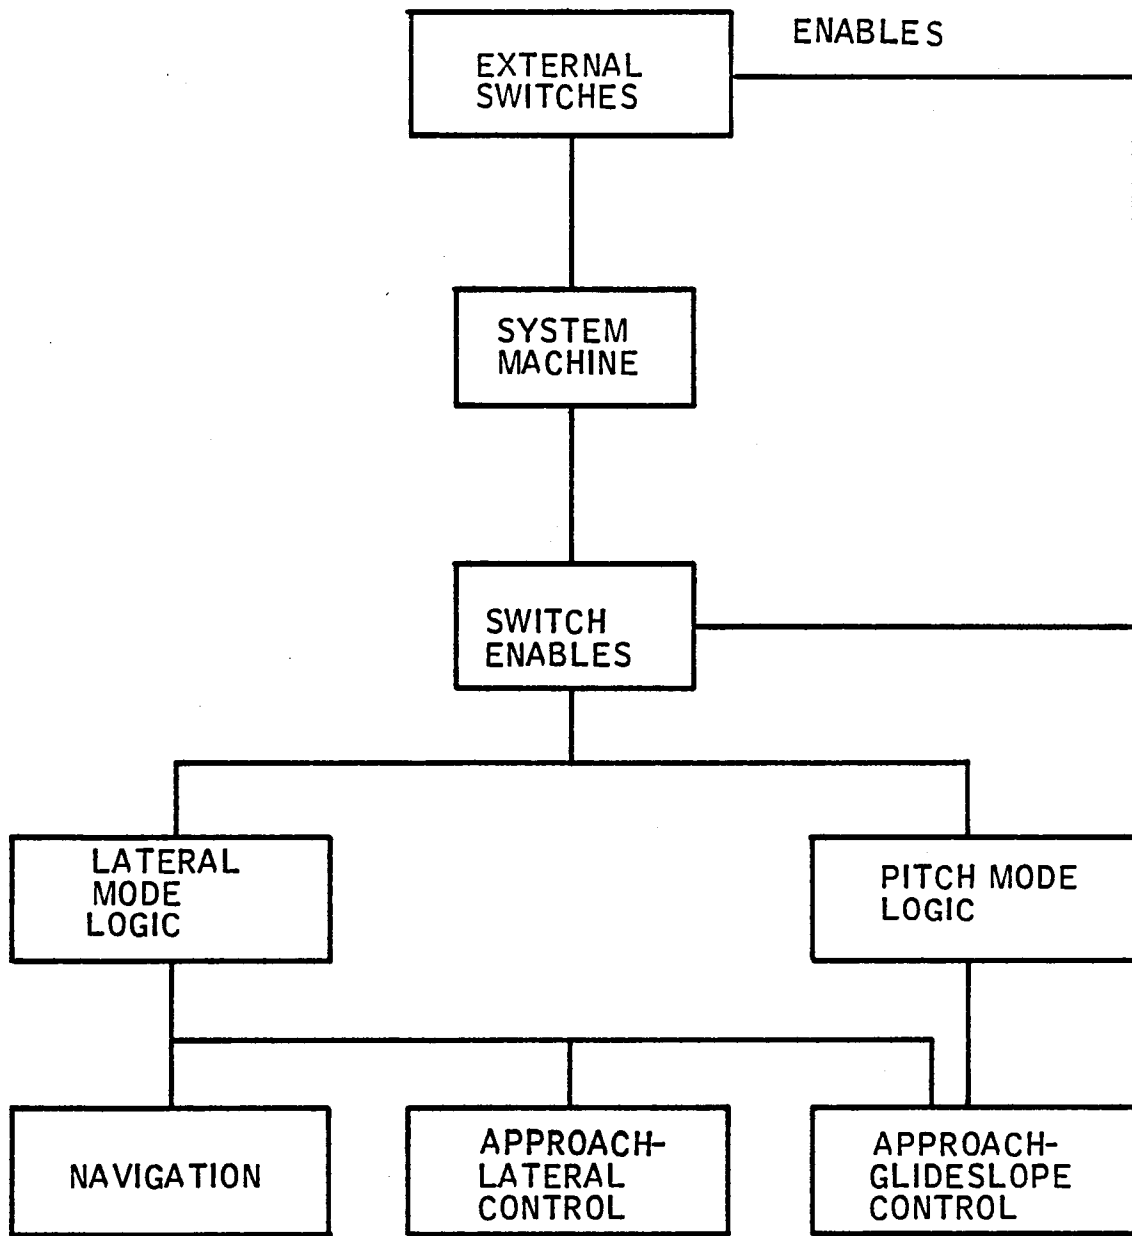 ENABLES
EXTERNAL
SWITCHES
SYSTEM
MACHINE
SWITCH
ENABLES
LATERAL
MODE
LOGIC
PITCH MODE
LOGIC
NAVIGATION
APPROACH-
LATERAL
CONTROL
APPROACH-
GLIDESLOPE
CONTROL